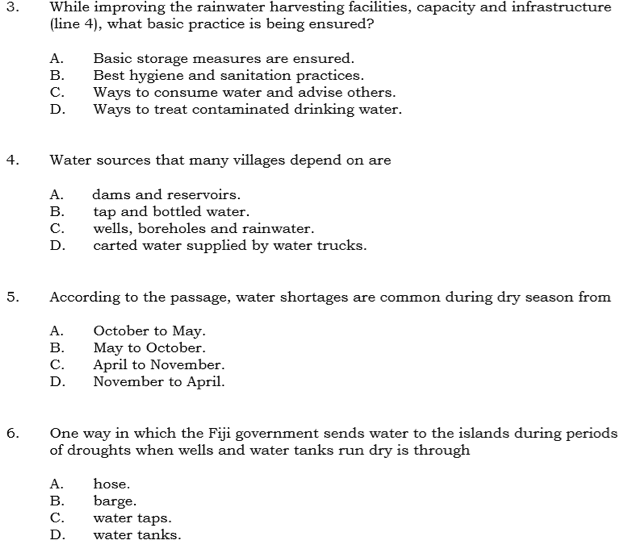 3. While improving the rainwater harvesting facilities, capacity and infrastructure
(line 4), what basic practice is being ensured?
A. Basic storage measures are ensured.
B. Best hygiene and sanitation practices.
C. Ways to consume water and advise others.
D. Ways to treat contaminated drinking water.
4. Water sources that many villages depend on are
A. dams and reservoirs.
B. tap and bottled water.
C. wells, boreholes and rainwater.
D. carted water supplied by water trucks.
5. According to the passage, water shortages are common during dry season from
A. October to May.
B. May to October.
C. April to November.
D. November to April.
6. One way in which the Fiji government sends water to the islands during periods
of droughts when wells and water tanks run dry is through
A. hose.
B. barge.
C. water taps.
D. water tanks.